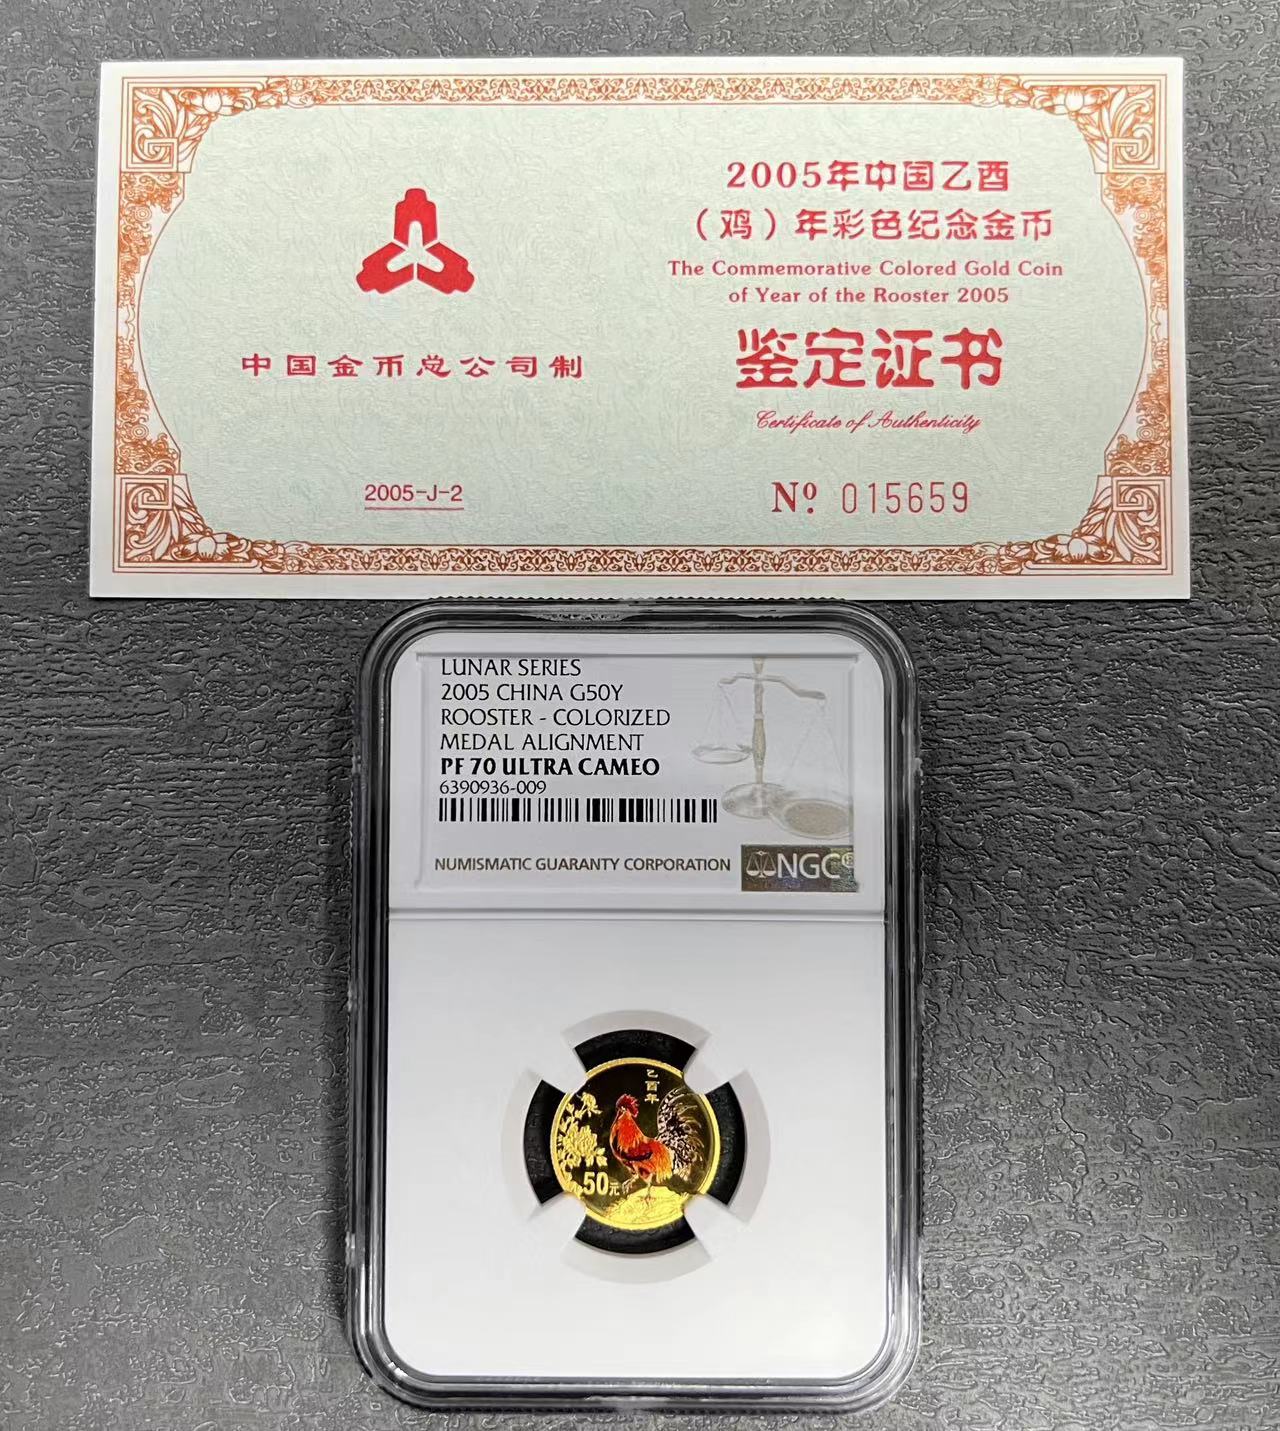 2005年中国乙酉
（鸡）年彩色纪念金币
The Commemorative Colored Gold Coin
of Year of the Rooster 2005
鉴定证书
Certificate of Authenticity
中国金币总公司制
2005-J-2
Nº. 015659
LUNAR SERIES
2005 CHINA G50Y
ROOSTER - COLORIZED
MEDAL ALIGNMENT
PF 70 ULTRA CAMEO
6390936-009
NUMISMATIC GUARANTY CORPORATION
NGC®
乙酉年
50元